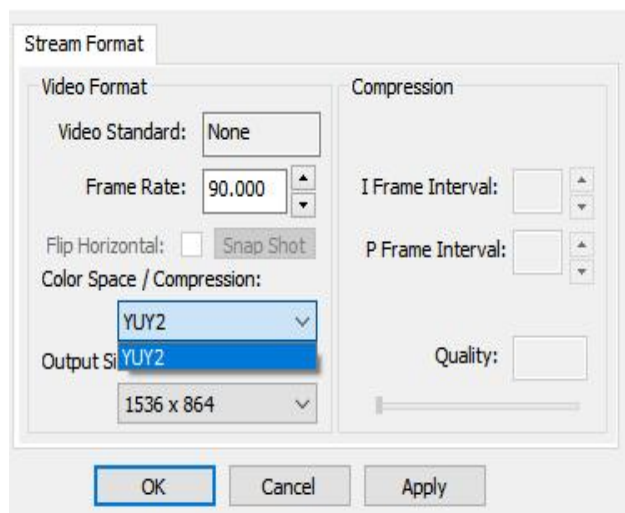 Stream Format
Video Format
Video Standard: None
Frame Rate: 90.000
Flip Horizontal: Snap Shot
Color Space / Compression:
YUY2
YUY2
Output Si
1536 x 864
Compression
I Frame Interval:
P Frame Interval:
Quality:
OK Cancel Apply